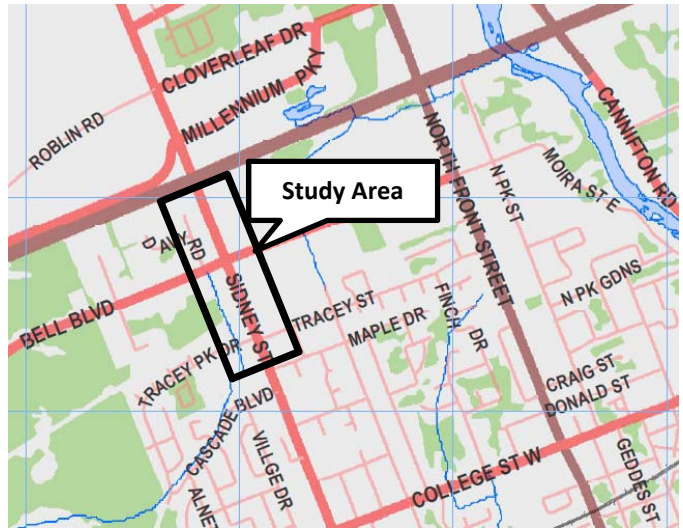 CLOVERLEAF DR
MILLENNIUM PKY
ROBLIN RD
CANNIFTON RD
NORTH FRONT STREET
N PK ST
MOIRA ST E
Study Area
DAVY RD
BELL BLVD
SIDNEY ST
N PK GDNS
TRACEY ST
MAPLE DR
FINCH DR
TRACEY PK DR
CRAIG ST
DONALD ST
CASCADE BLVD
VILLGE DR
COLLEGE ST W
GEDDES ST
ALNE